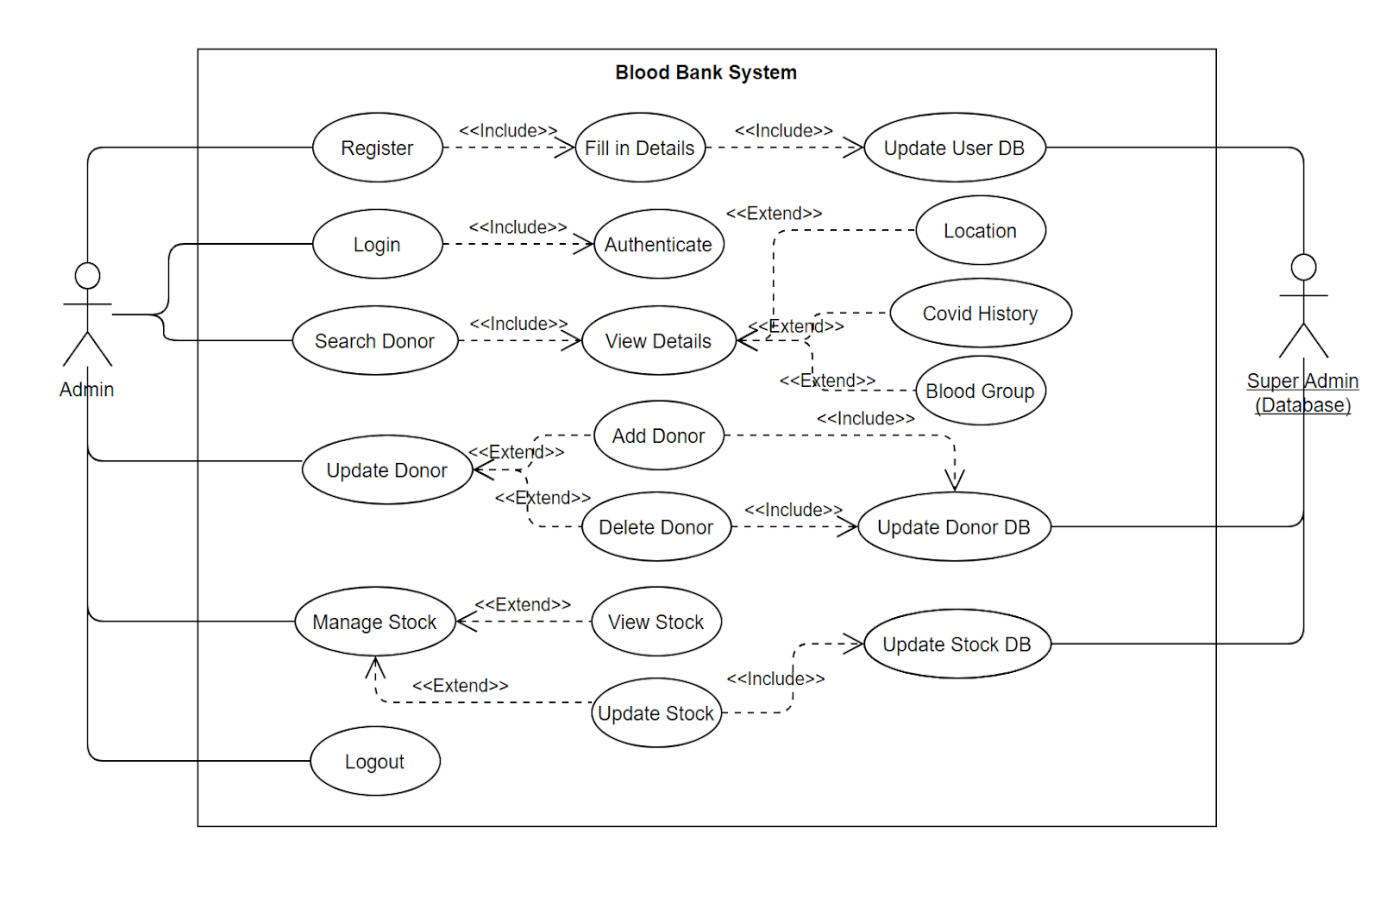 Blood Bank System
Register
<<Include>>
Fill in Details
<<Include>>
Update User DB
Login
<<Include>>
Authenticate
<<Extend>>
Location
Search Donor
<<Include>>
View Details
<<Extend>>
Covid History
<<Extend>>
Blood Group
Admin
Super Admin
(Database)
Update Donor
<<Extend>>
Add Donor
<<Include>>
<<Extend>>
Delete Donor
<<Include>>
Update Donor DB
Manage Stock
<<Extend>>
View Stock
<<Extend>>
Update Stock
<<Include>>
Update Stock DB
Logout